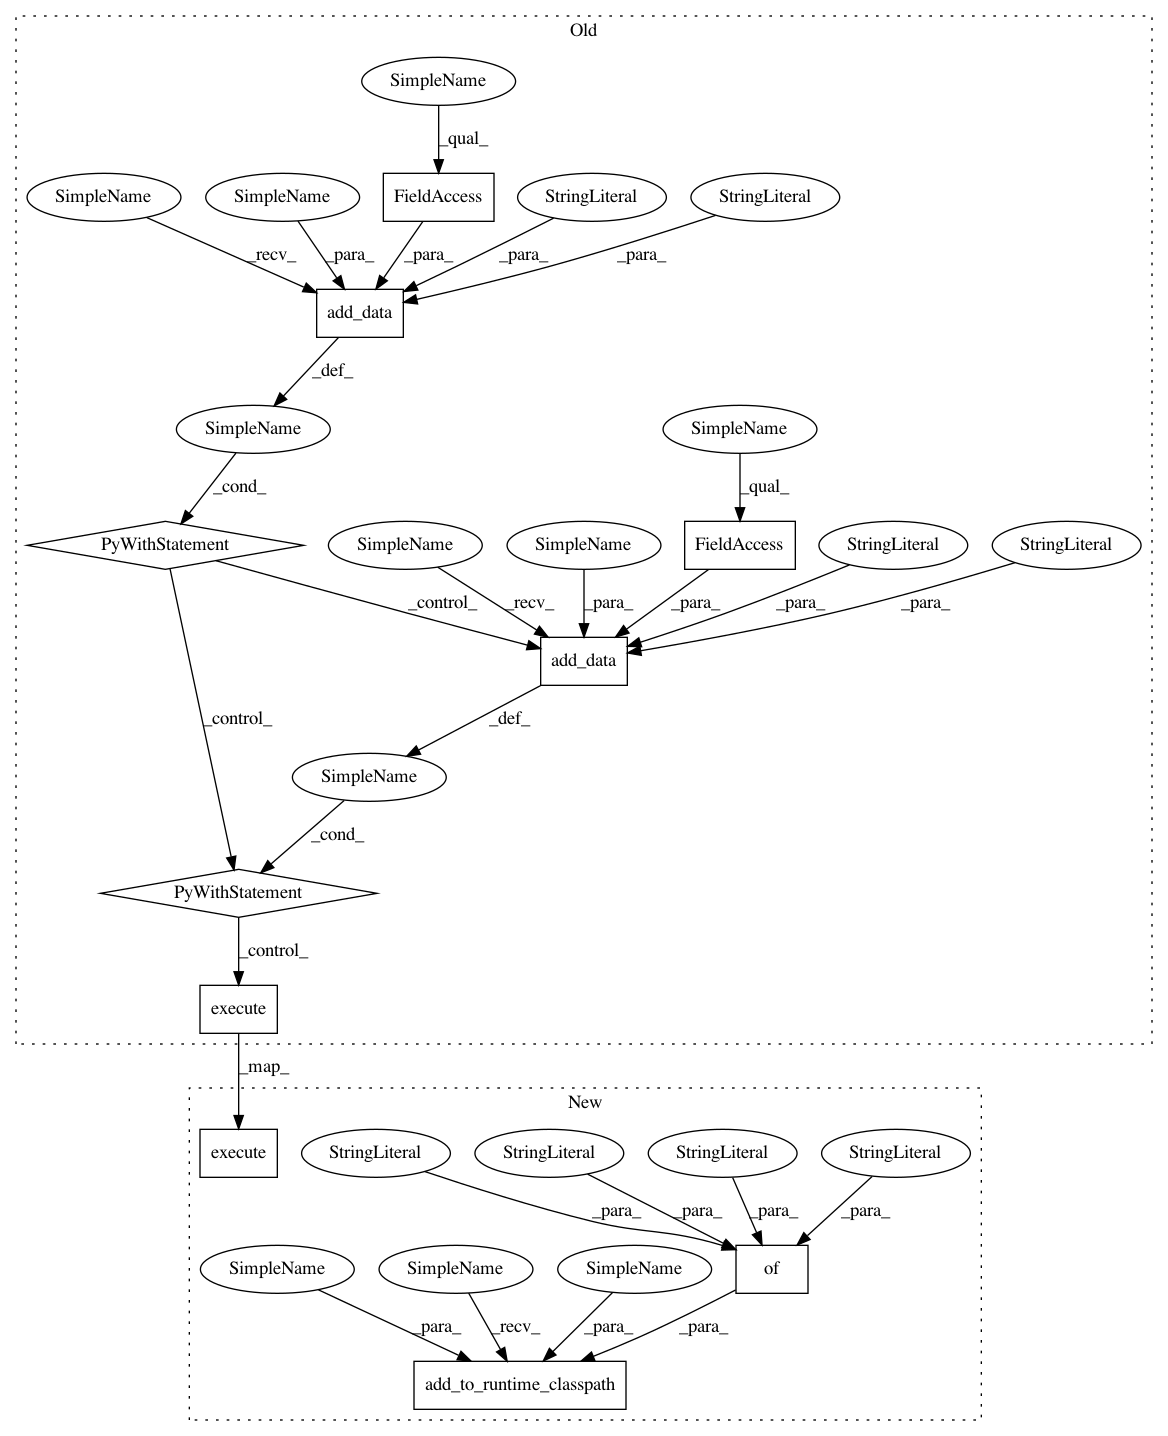 Old
SimpleName
_qual_
SimpleName
SimpleName
FieldAccess
StringLiteral
StringLiteral
_recv_
_para_
_para_
_para_
_para_
add_data
_def_
SimpleName
SimpleName
_cond_
_qual_
PyWithStatement
SimpleName
SimpleName
FieldAccess
StringLiteral
StringLiteral
_control_
_recv_
_para_
_para_
_para_
_para_
add_data
_control_
_def_
SimpleName
_cond_
PyWithStatement
_control_
execute
_map_
New
execute
StringLiteral
StringLiteral
StringLiteral
StringLiteral
_para_
_para_
_para_
_para_
SimpleName
SimpleName
SimpleName
of
_para_
_recv_
_para_
_para_
add_to_runtime_classpath